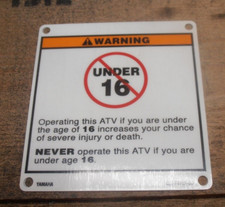 WARNING
UNDER
16
Operating this ATV if you are under
the age of 16 increases your chance
of severe injury or death.
NEVER operate this ATV if you are
under age 16.
YAMAHA